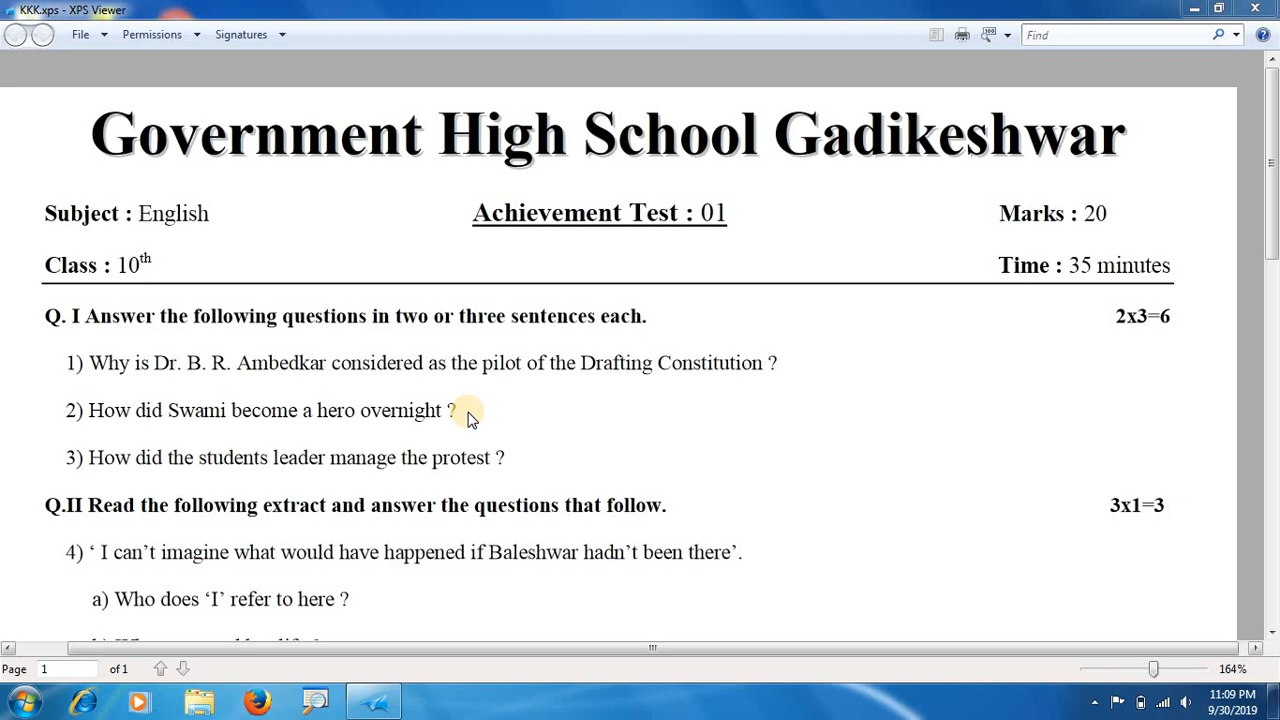 KKK.xps - XPS Viewer
File Permissions Signatures Find
Government High School Gadikeshwar
Subject : English Achievement Test : 01 Marks : 20
Class : 10th Time : 35 minutes
Q. I Answer the following questions in two or three sentences each. 2x3=6
1) Why is Dr. B. R. Ambedkar considered as the pilot of the Drafting Constitution ?
2) How did Swami become a hero overnight ?
3) How did the students leader manage the protest ?
Q.II Read the following extract and answer the questions that follow. 3x1=3
4) ‘ I can’t imagine what would have happened if Baleshwar hadn’t been there’.
a) Who does ‘I’ refer to here ?
Page 1 of 1 164%
11:09 PM
9/30/2019